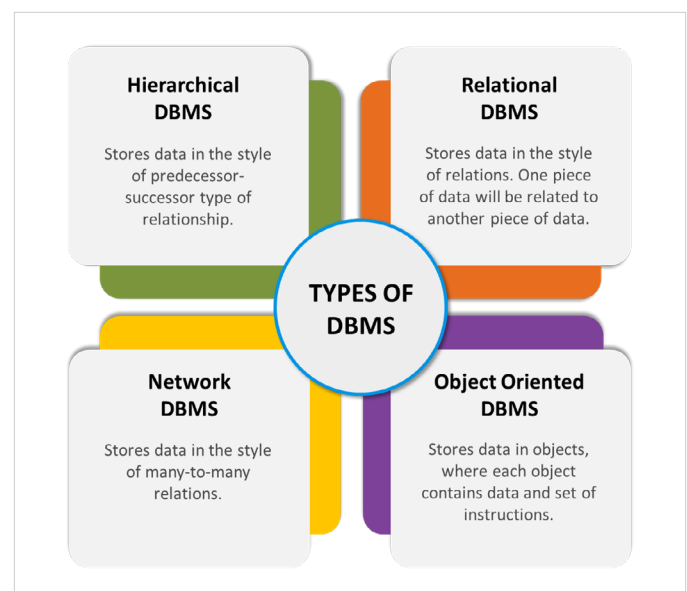 Hierarchical
DBMS
Stores data in the style
of predecessor-
successor type of
relationship.
Relational
DBMS
Stores data in the style
of relations. One piece
of data will be related to
another piece of data.
TYPES OF
DBMS
Network
DBMS
Stores data in the style
of many-to-many
relations.
Object Oriented
DBMS
Stores data in objects,
where each object
contains data and set of
instructions.